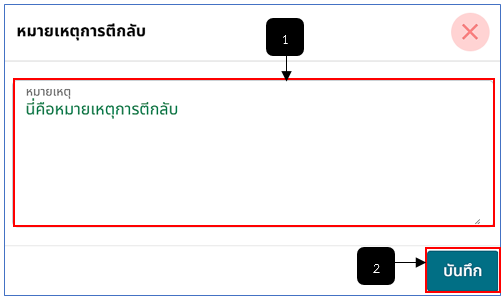 หมายเหตุการตีกลับ
1
หมายเหตุ
นี่คือหมายเหตุการตีกลับ
2
บันทึก